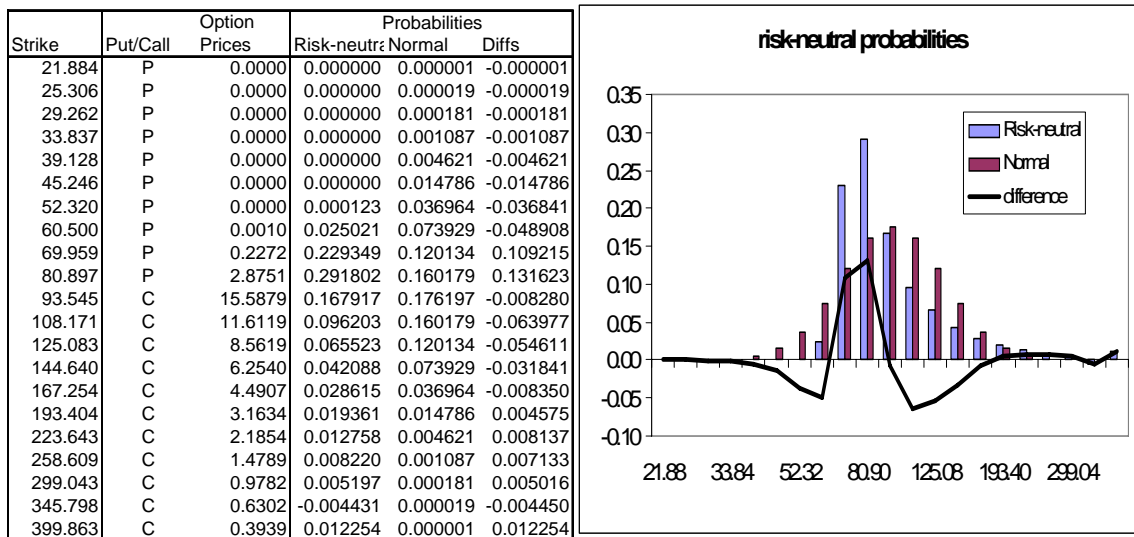 Option Probabilities
Strike Put/Call Prices Risk-neutra Normal Diffs
21.884 P 0.0000 0.000000 0.000001 -0.000001
25.306 P 0.0000 0.000000 0.000019 -0.000019
29.262 P 0.0000 0.000000 0.000181 -0.000181
33.837 P 0.0000 0.000000 0.001087 -0.001087
39.128 P 0.0000 0.000000 0.004621 -0.004621
45.246 P 0.0000 0.000000 0.014786 -0.014786
52.320 P 0.0000 0.000123 0.036964 -0.036841
60.500 P 0.0010 0.025021 0.073929 -0.048908
69.959 P 0.2272 0.229349 0.120134 0.109215
80.897 P 2.8751 0.291802 0.160179 0.131623
93.545 C 15.5879 0.167917 0.176197 -0.008280
108.171 C 11.6119 0.096203 0.160179 -0.063977
125.083 C 8.5619 0.065523 0.120134 -0.054611
144.640 C 6.2540 0.042088 0.073929 -0.031841
167.254 C 4.4907 0.028615 0.036964 -0.008350
193.404 C 3.1634 0.019361 0.014786 0.004575
223.643 C 2.1854 0.012758 0.004621 0.008137
258.609 C 1.4789 0.008220 0.001087 0.007133
299.043 C 0.9782 0.005197 0.000181 0.005016
345.798 C 0.6302 -0.004431 0.000019 -0.004450
399.863 C 0.3939 0.012254 0.000001 0.012254
risk-neutral probabilities
0.35
0.30
0.25
0.20
0.15
0.10
0.05
0.00
-0.05
-0.10
Risk-neutral
Normal
difference
21.88 33.84 52.32 80.90 125.08 193.40 299.04